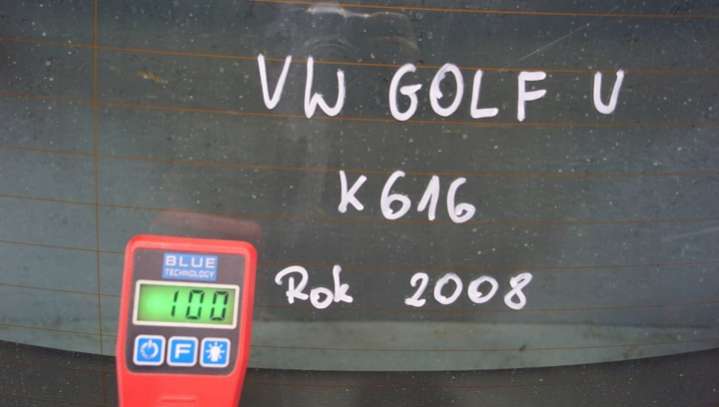 VW GOLF V
K616
Rok 2008
BLUE
TECHNOLOGY
100
F